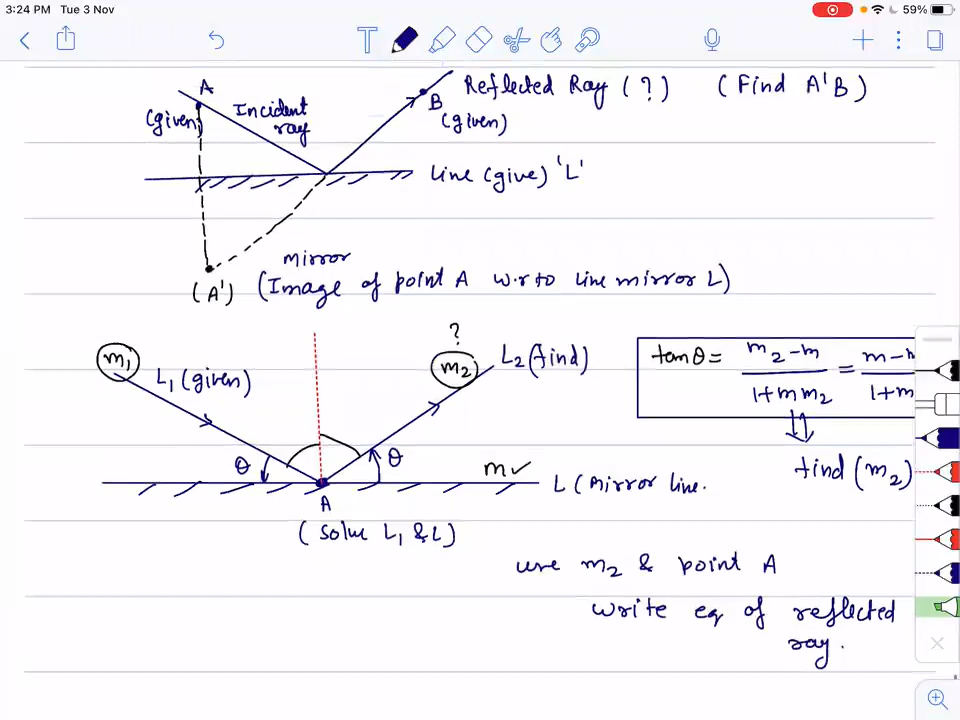 3:24 PM Tue 3 Nov
59%
T
A
Reflected Ray (?) (Find A'B)
Incident
ray
(given)
B
(given)
Line (give) 'L'
mirror
(A') (Image of point A w.r to line mirror L)
?
m1
m2
L2 (find)
L1 (given)
tanθ = m2-m / 1+mm2 = m-m / 1+m
find (m2)
θ
θ
m✓
L (Mirror line.
A
(Solve L1 & L)
use m2 & point A
write eq of reflected
ray.